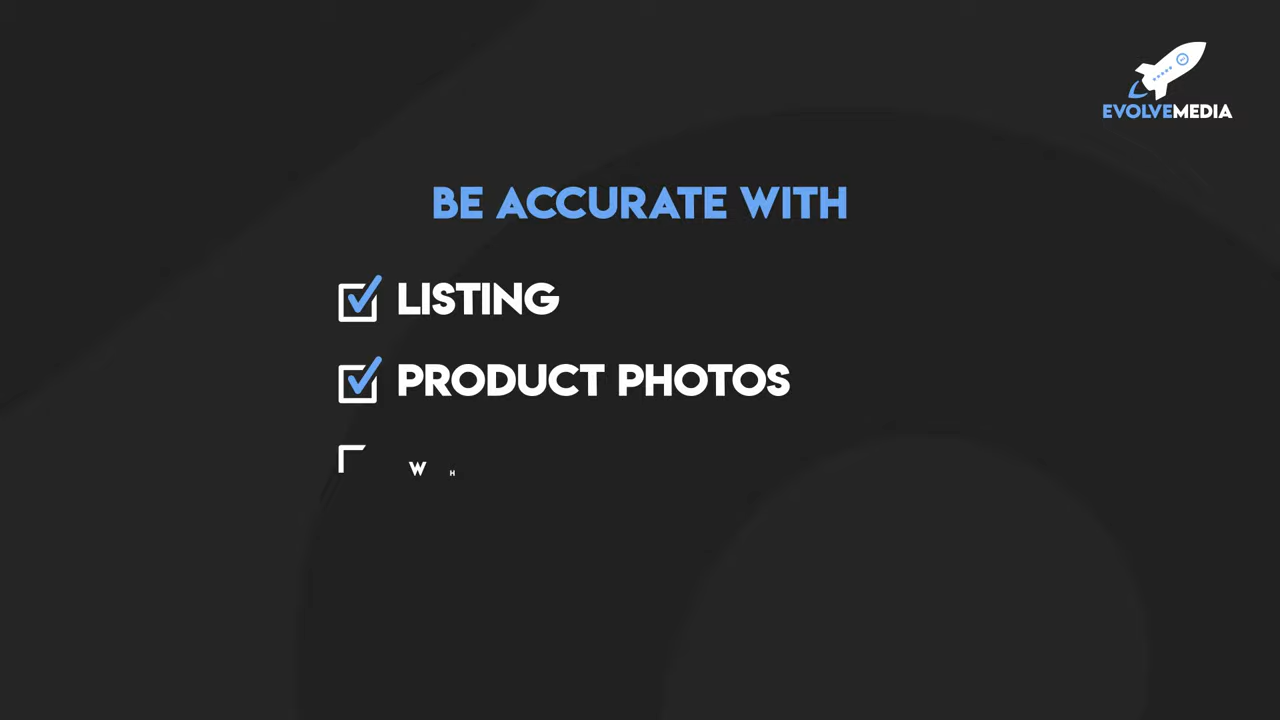 EVOLVEMEDIA
BE ACCURATE WITH
LISTING
PRODUCT PHOTOS
W H